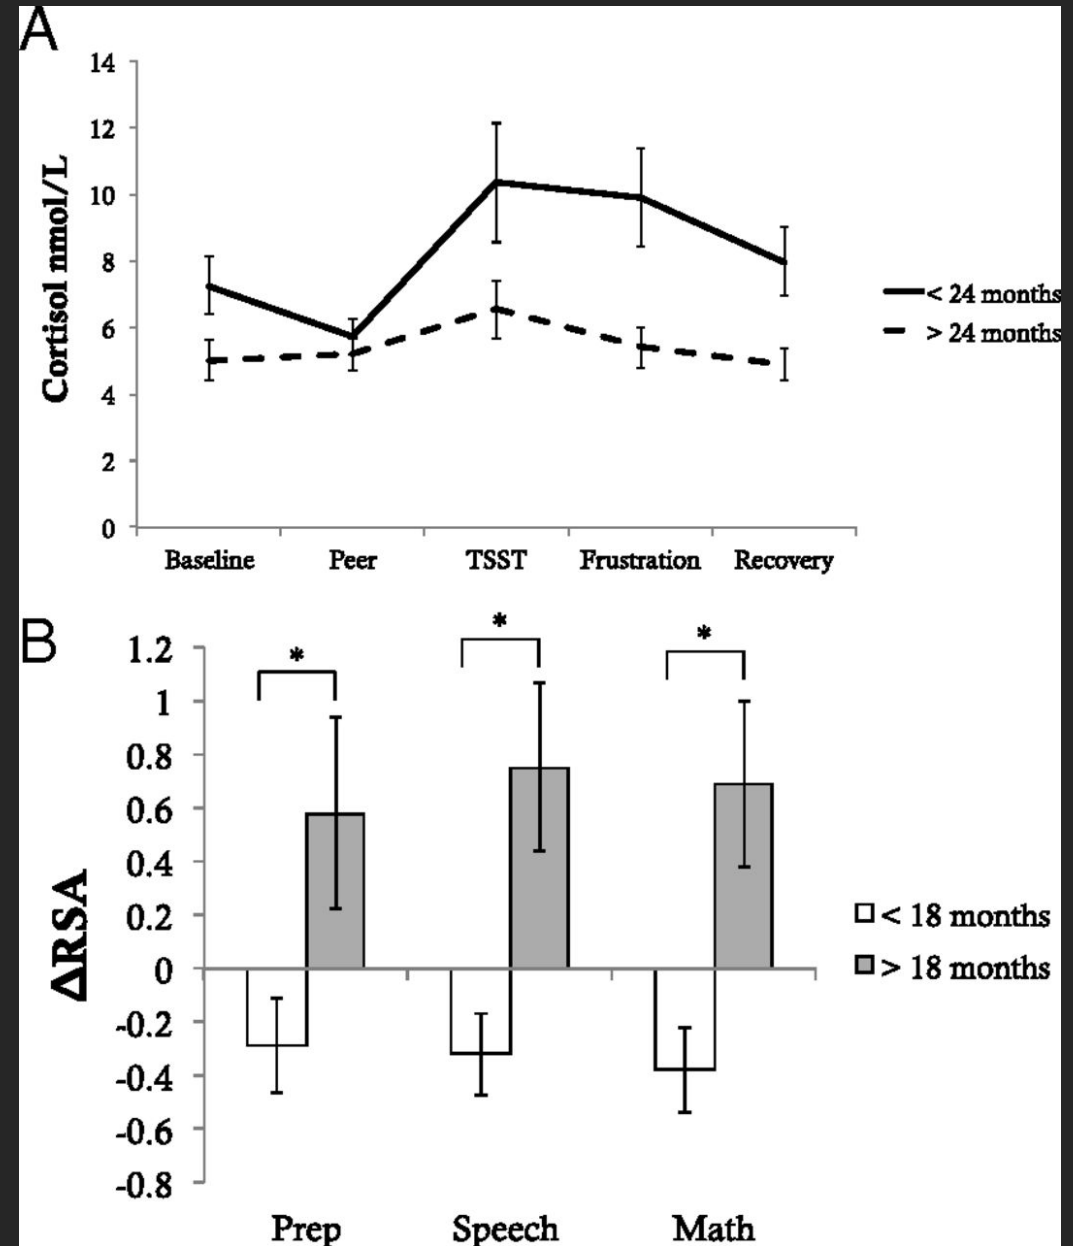 A
14
12
10
8
6
4
2
0
Cortisol nmol/L
Baseline Peer TSST Frustration Recovery
< 24 months
> 24 months
B
1.2
1
0.8
0.6
0.4
0.2
0
-0.2
-0.4
-0.6
-0.8
ΔRSA
* * *
Prep Speech Math
< 18 months
> 18 months